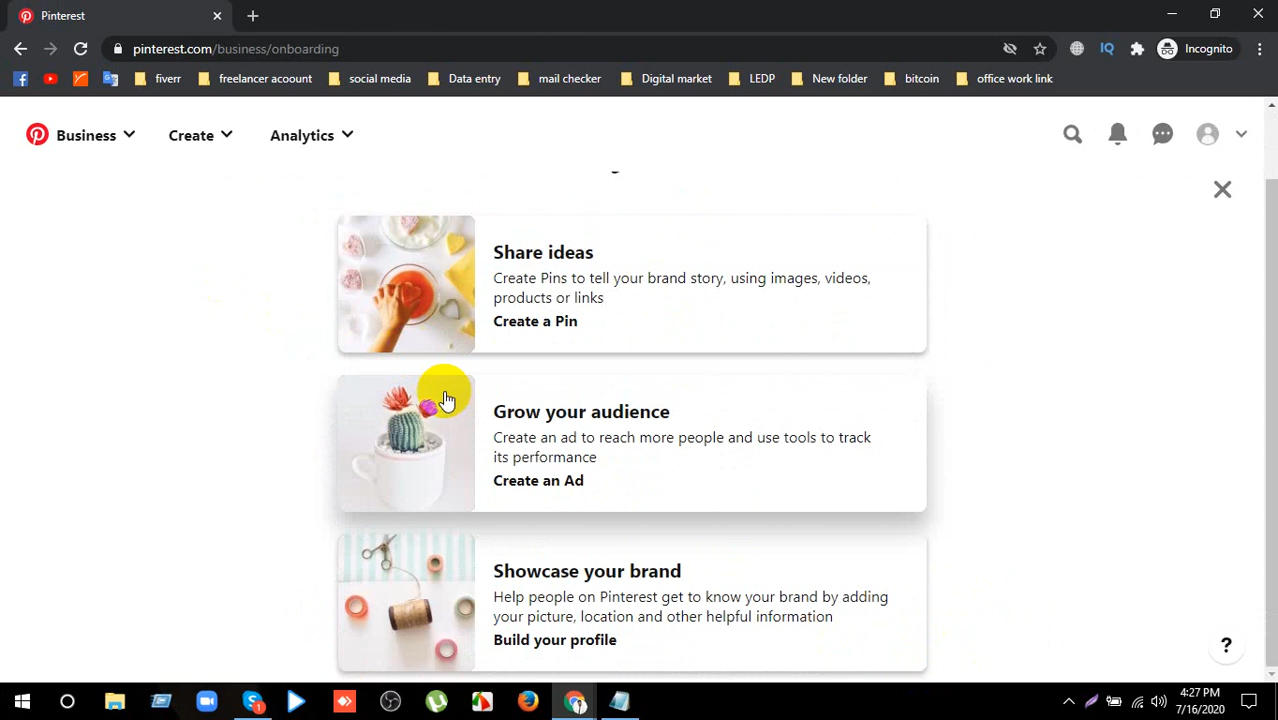 Pinterest
pinterest.com/business/onboarding
IQ
Incognito
fiverr
freelancer acoount
social media
Data entry
mail checker
Digital market
LEDP
New folder
bitcoin
office work link
Business
Create
Analytics
Share ideas
Create Pins to tell your brand story, using images, videos,
products or links
Create a Pin
Grow your audience
Create an ad to reach more people and use tools to track
its performance
Create an Ad
Showcase your brand
Help people on Pinterest get to know your brand by adding
your picture, location and other helpful information
Build your profile
?
4:27 PM
7/16/2020